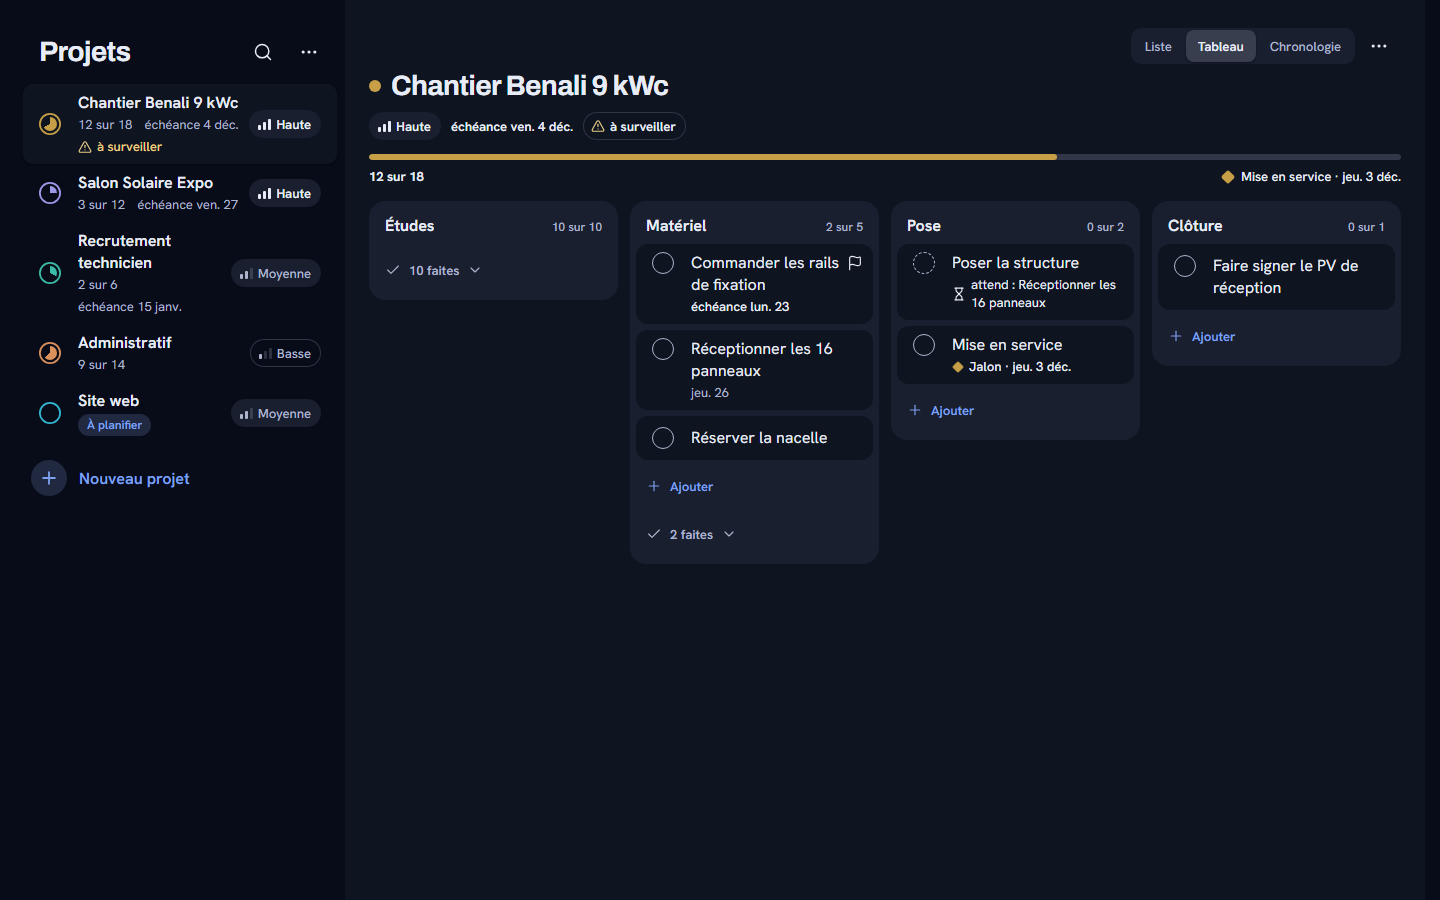 Projets
Chantier Benali 9 kWc
12 sur 18 échéance 4 déc.
à surveiller
Haute
Salon Solaire Expo
3 sur 12 échéance ven. 27
Haute
Recrutement
technicien
2 sur 6
échéance 15 janv.
Moyenne
Administratif
9 sur 14
Basse
Site web
À planifier
Moyenne
Nouveau projet
Liste Tableau Chronologie
Chantier Benali 9 kWc
Haute échéance ven. 4 déc. à surveiller
12 sur 18
Mise en service · jeu. 3 déc.
Études 10 sur 10
10 faites
Matériel 2 sur 5
Commander les rails
de fixation
échéance lun. 23
Réceptionner les 16
panneaux
jeu. 26
Réserver la nacelle
Ajouter
2 faites
Pose 0 sur 2
Poser la structure
attend : Réceptionner les
16 panneaux
Mise en service
Jalon · jeu. 3 déc.
Ajouter
Clôture 0 sur 1
Faire signer le PV de
réception
Ajouter